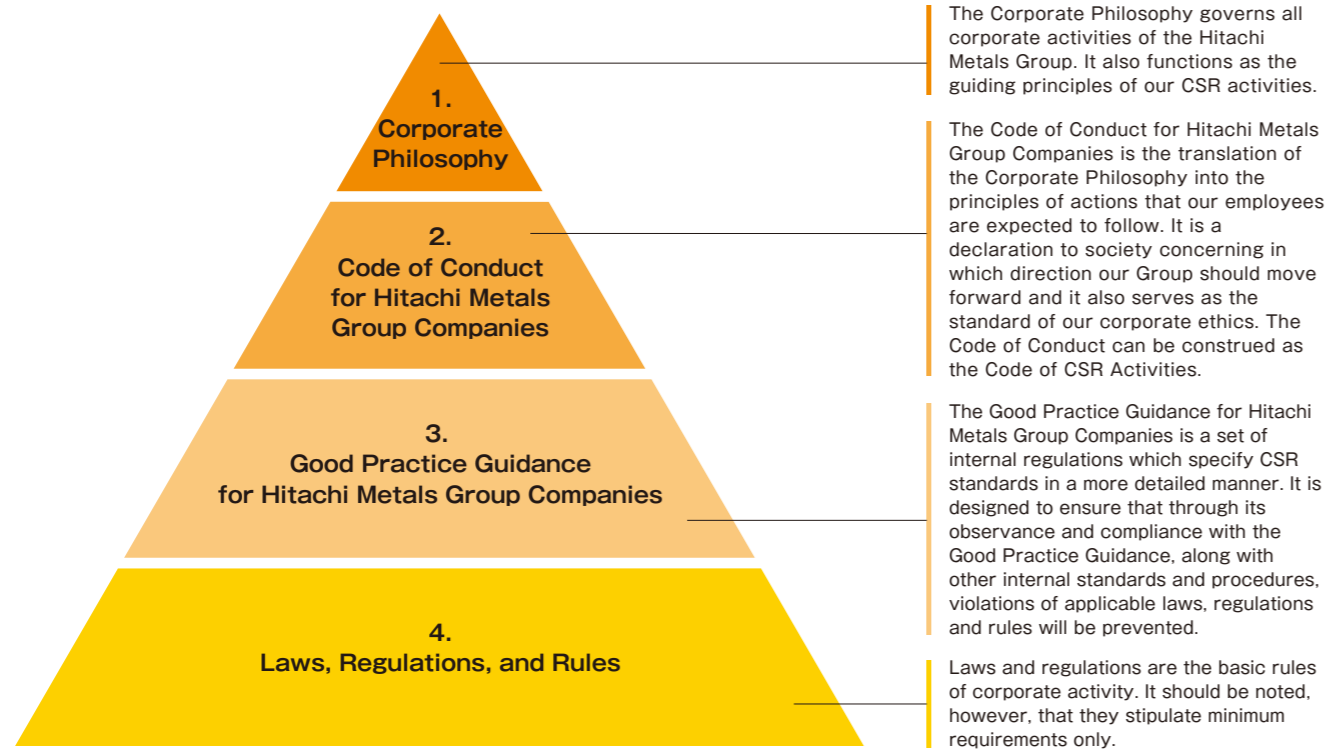 1.
Corporate
Philosophy
The Corporate Philosophy governs all
corporate activities of the Hitachi
Metals Group. It also functions as the
guiding principles of our CSR activities.
2.
Code of Conduct
for Hitachi Metals
Group Companies
The Code of Conduct for Hitachi Metals
Group Companies is the translation of
the Corporate Philosophy into the
principles of actions that our employees
are expected to follow. It is a
declaration to society concerning in
which direction our Group should move
forward and it also serves as the
standard of our corporate ethics. The
Code of Conduct can be construed as
the Code of CSR Activities.
3.
Good Practice Guidance
for Hitachi Metals Group Companies
The Good Practice Guidance for Hitachi
Metals Group Companies is a set of
internal regulations which specify CSR
standards in a more detailed manner. It is
designed to ensure that through its
observance and compliance with the
Good Practice Guidance, along with
other internal standards and procedures,
violations of applicable laws, regulations
and rules will be prevented.
4.
Laws, Regulations, and Rules
Laws and regulations are the basic rules
of corporate activity. It should be noted,
however, that they stipulate minimum
requirements only.